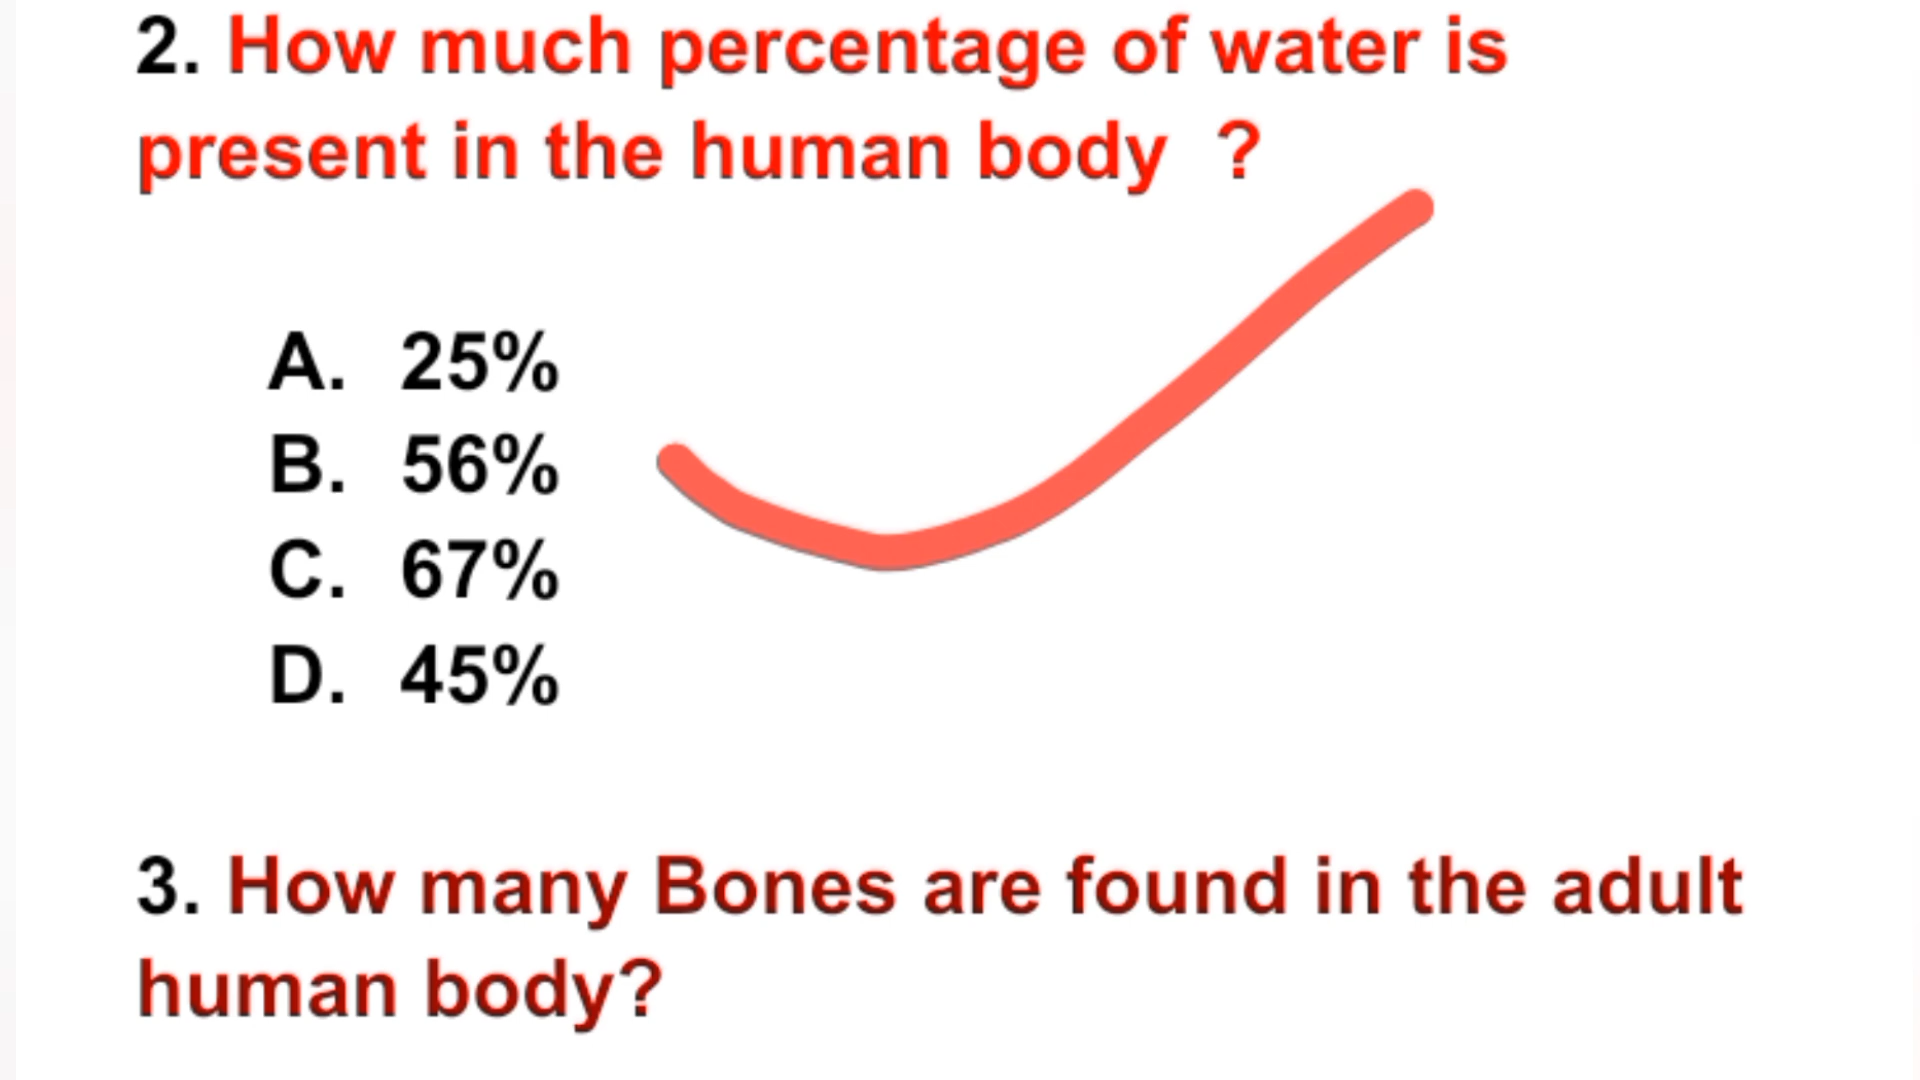 2. How much percentage of water is
present in the human body ?
A. 25%
B. 56%
C. 67%
D. 45%
3. How many Bones are found in the adult
human body?